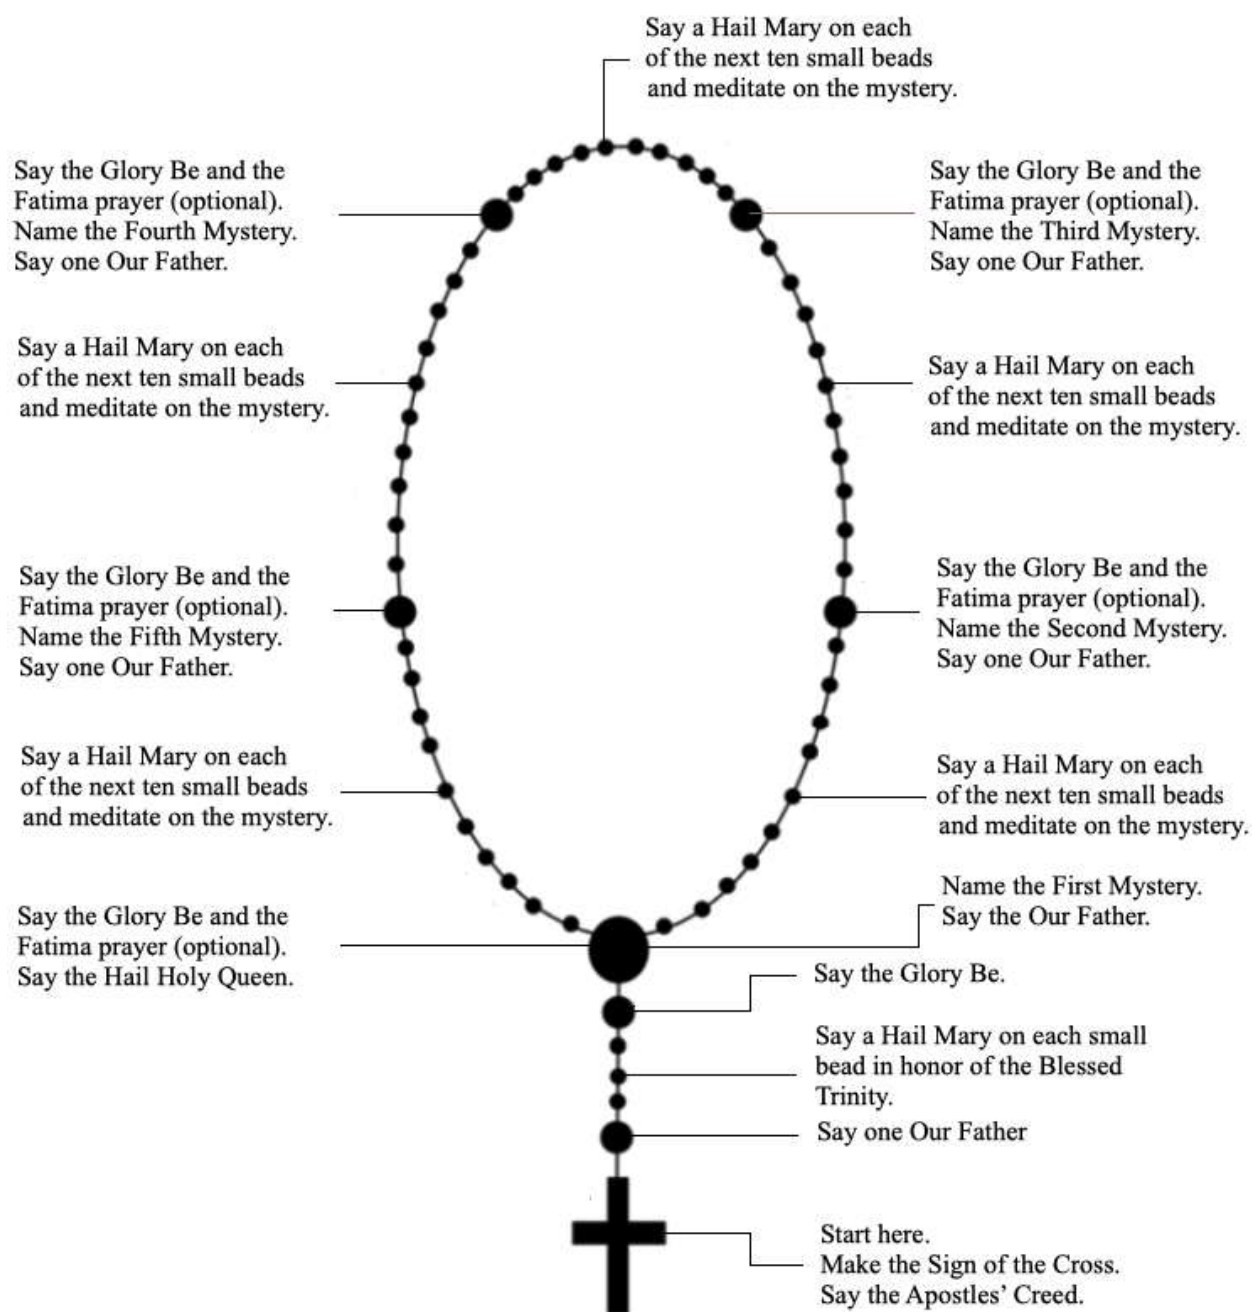 Say a Hail Mary on each
of the next ten small beads
and meditate on the mystery.
Say the Glory Be and the
Fatima prayer (optional).
Name the Fourth Mystery.
Say one Our Father.
Say the Glory Be and the
Fatima prayer (optional).
Name the Third Mystery.
Say one Our Father.
Say a Hail Mary on each
of the next ten small beads
and meditate on the mystery.
Say a Hail Mary on each
of the next ten small beads
and meditate on the mystery.
Say the Glory Be and the
Fatima prayer (optional).
Name the Fifth Mystery.
Say one Our Father.
Say the Glory Be and the
Fatima prayer (optional).
Name the Second Mystery.
Say one Our Father.
Say a Hail Mary on each
of the next ten small beads
and meditate on the mystery.
Say a Hail Mary on each
of the next ten small beads
and meditate on the mystery.
Say the Glory Be and the
Fatima prayer (optional).
Say the Hail Holy Queen.
Name the First Mystery.
Say the Our Father.
Say the Glory Be.
Say a Hail Mary on each small
bead in honor of the Blessed
Trinity.
Say one Our Father
Start here.
Make the Sign of the Cross.
Say the Apostles’ Creed.